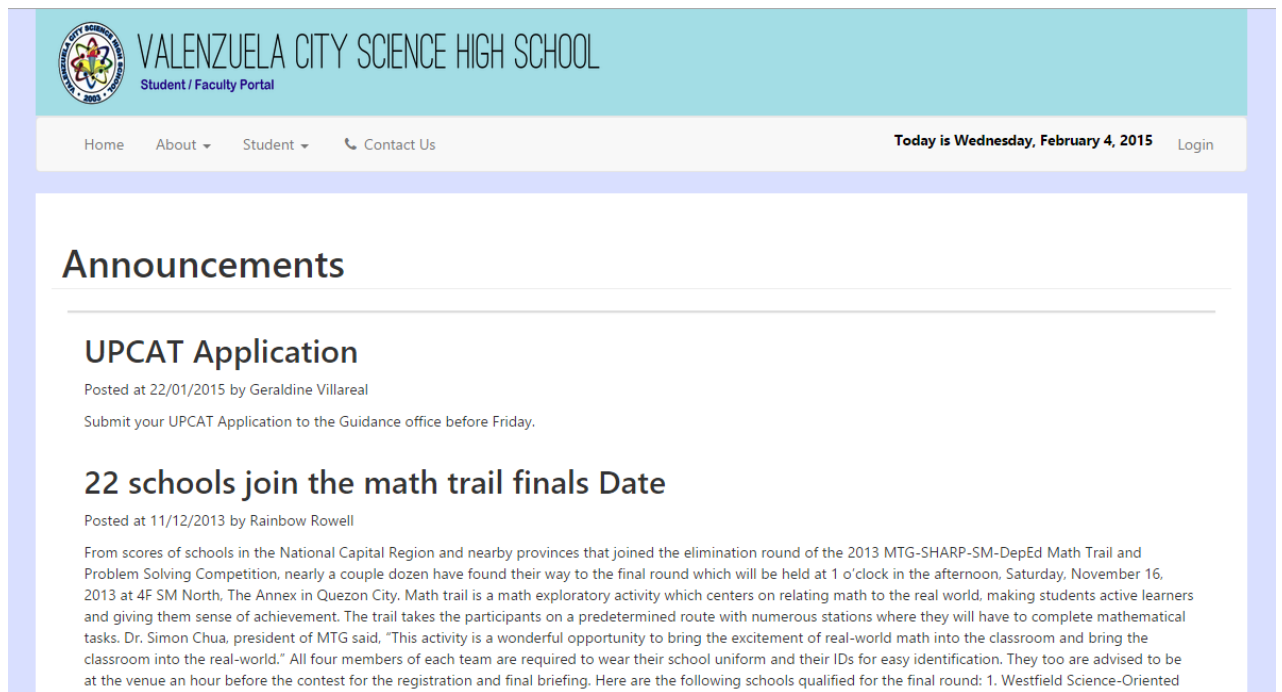 VALENZUELA CITY SCIENCE HIGH SCHOOL
Student / Faculty Portal
VALENZUELA CITY SCIENCE HIGH SCHOOL
2003
Home About Student Contact Us Today is Wednesday, February 4, 2015 Login
Announcements
UPCAT Application
Posted at 22/01/2015 by Geraldine Villareal
Submit your UPCAT Application to the Guidance office before Friday.
22 schools join the math trail finals Date
Posted at 11/12/2013 by Rainbow Rowell
From scores of schools in the National Capital Region and nearby provinces that joined the elimination round of the 2013 MTG-SHARP-SM-DepEd Math Trail and
Problem Solving Competition, nearly a couple dozen have found their way to the final round which will be held at 1 o'clock in the afternoon, Saturday, November 16,
2013 at 4F SM North, The Annex in Quezon City. Math trail is a math exploratory activity which centers on relating math to the real world, making students active learners
and giving them sense of achievement. The trail takes the participants on a predetermined route with numerous stations where they will have to complete mathematical
tasks. Dr. Simon Chua, president of MTG said, "This activity is a wonderful opportunity to bring the excitement of real-world math into the classroom and bring the
classroom into the real-world." All four members of each team are required to wear their school uniform and their IDs for easy identification. They too are advised to be
at the venue an hour before the contest for the registration and final briefing. Here are the following schools qualified for the final round: 1. Westfield Science-Oriented